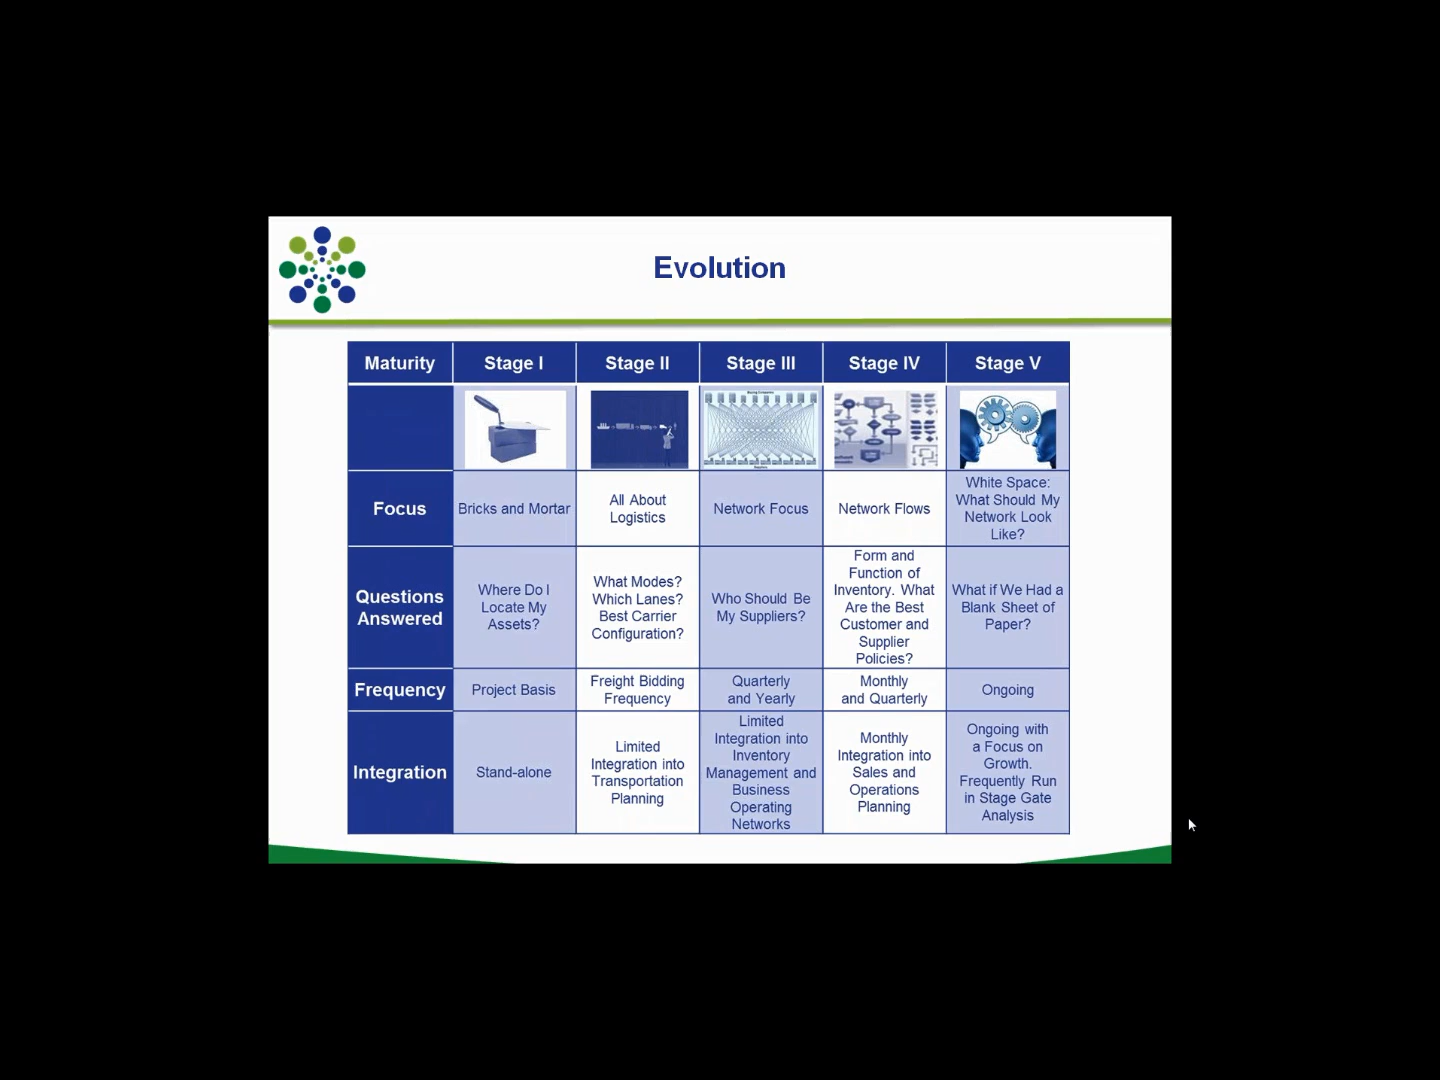 Evolution
Maturity
Stage I
Stage II
Stage III
Stage IV
Stage V
Focus
Bricks and Mortar
All About
Logistics
Network Focus
Network Flows
White Space:
What Should My
Network Look
Like?
Questions
Answered
Where Do I
Locate My
Assets?
What Modes?
Which Lanes?
Best Carrier
Configuration?
Who Should Be
My Suppliers?
Form and
Function of
Inventory. What
Are the Best
Customer and
Supplier
Policies?
What if We Had a
Blank Sheet of
Paper?
Frequency
Project Basis
Freight Bidding
Frequency
Quarterly
and Yearly
Monthly
and Quarterly
Ongoing
Integration
Stand-alone
Limited
Integration into
Transportation
Planning
Limited
Integration into
Inventory
Management and
Business
Operating
Networks
Monthly
Integration into
Sales and
Operations
Planning
Ongoing with
a Focus on
Growth.
Frequently Run
in Stage Gate
Analysis